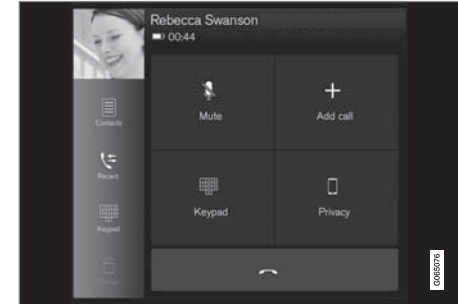 Rebecca Swanson
00:44
Contacts
Recent
Keypad
Mute
Add call
Keypad
Privacy
G065076